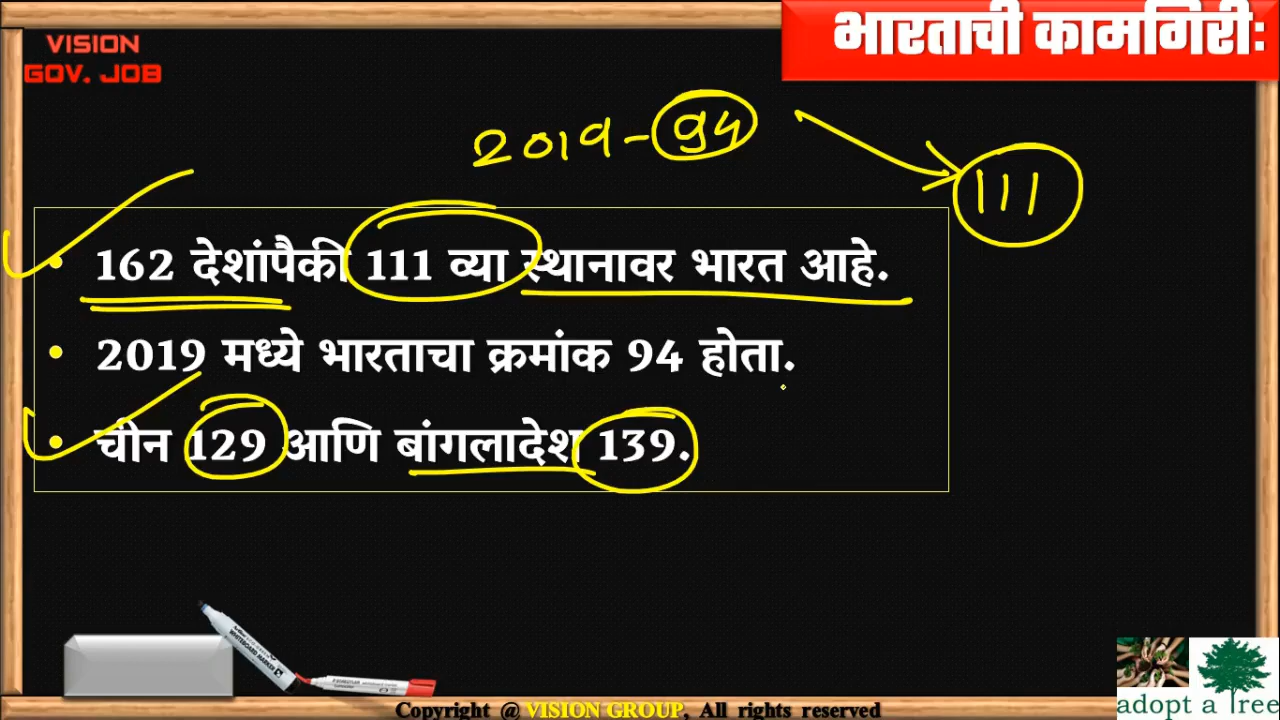 VISION
GOV. JOB
भारताची कामगिरी:
2019-94
111
162 देशांपैकी 111 व्या स्थानावर भारत आहे.
2019 मध्ये भारताचा क्रमांक 94 होता.
चीन 129 आणि बांगलादेश 139.
Copyright @ VISION GROUP, All rights reserved
adopt a Tree